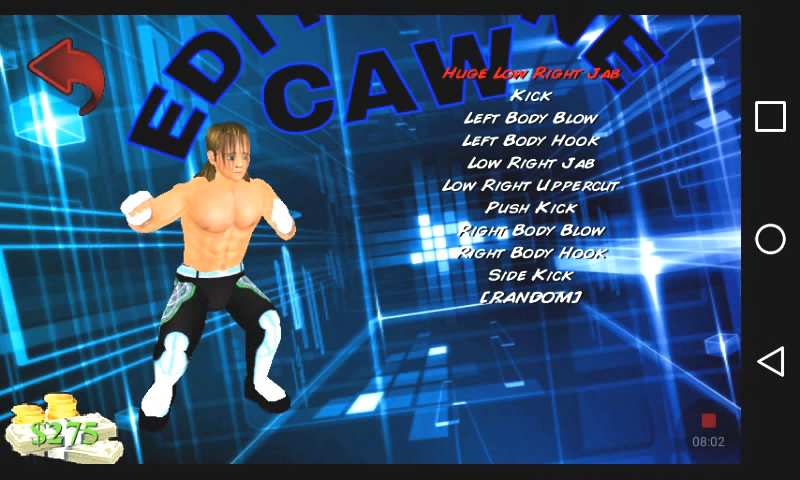 EDIT
CAW
HUGE LOW RIGHT JAB
KICK
LEFT BODY BLOW
LEFT BODY HOOK
LOW RIGHT JAB
LOW RIGHT UPPERCUT
PUSH KICK
RIGHT BODY BLOW
RIGHT BODY HOOK
SIDE KICK
[RANDOM]
$275
08:02